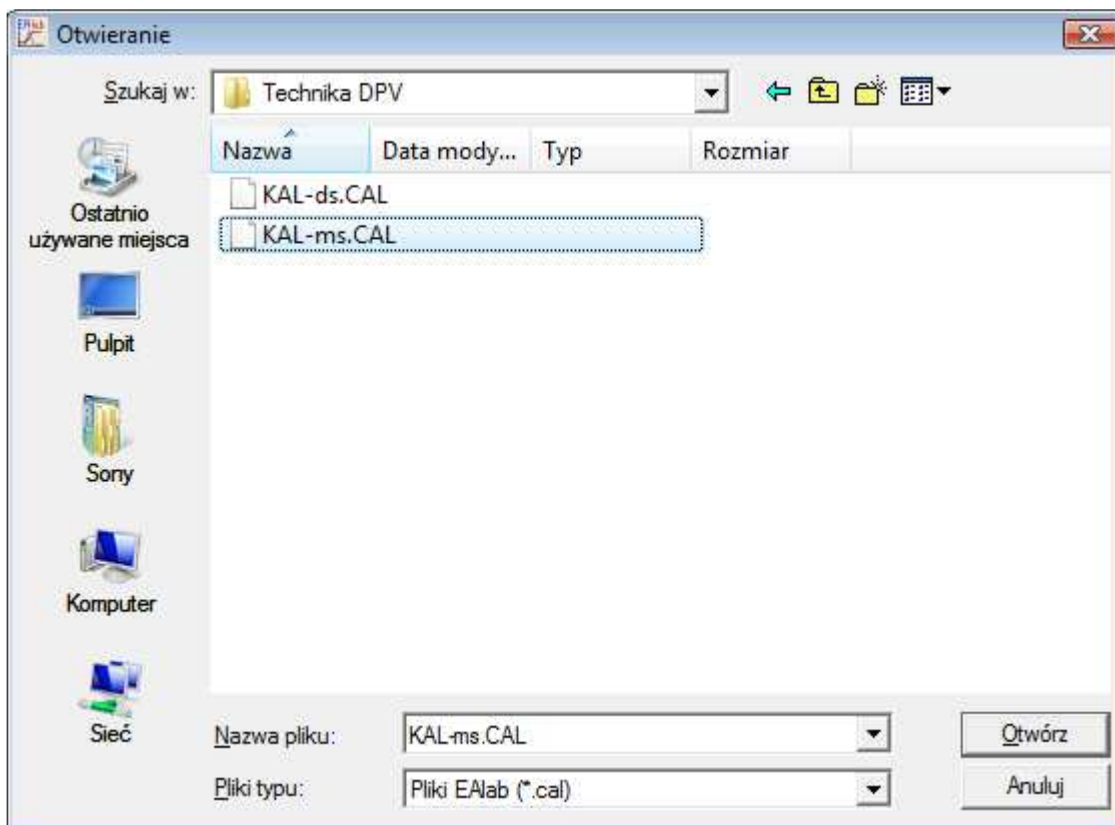 Otwieranie
Szukaj w: Technika DPV
Nazwa Data mody... Typ Rozmiar
KAL-ds.CAL
KAL-ms.CAL
Ostatnio
używane miejsca
Pulpit
Sony
Komputer
Sieć
Nazwa pliku: KAL-ms.CAL Otwórz
Pliki typu: Pliki EAlab (*.cal) Anuluj